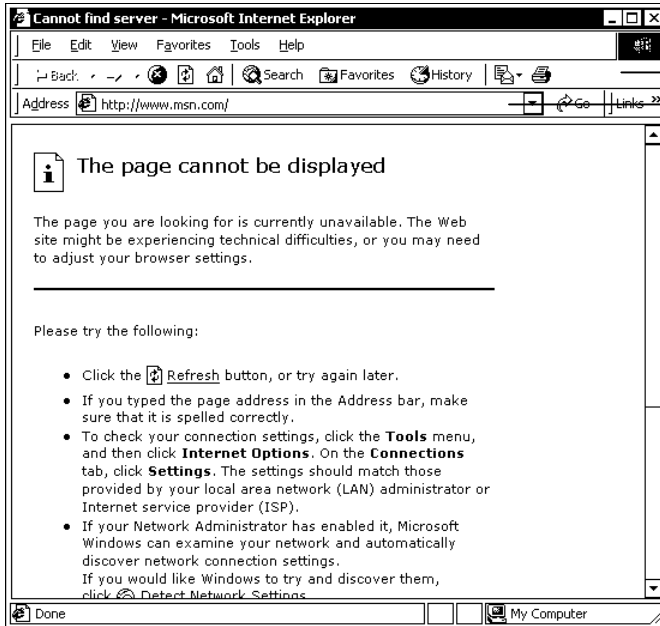 Cannot find server - Microsoft Internet Explorer
File Edit View Favorites Tools Help
Back Search Favorites History
Address http://www.msn.com/ Go Links »
The page cannot be displayed
The page you are looking for is currently unavailable. The Web
site might be experiencing technical difficulties, or you may need
to adjust your browser settings.
Please try the following:
• Click the Refresh button, or try again later.
• If you typed the page address in the Address bar, make
sure that it is spelled correctly.
• To check your connection settings, click the Tools menu,
and then click Internet Options. On the Connections
tab, click Settings. The settings should match those
provided by your local area network (LAN) administrator or
Internet service provider (ISP).
• If your Network Administrator has enabled it, Microsoft
Windows can examine your network and automatically
discover network connection settings.
If you would like Windows to try and discover them,
click Detect Network Settings
Done My Computer